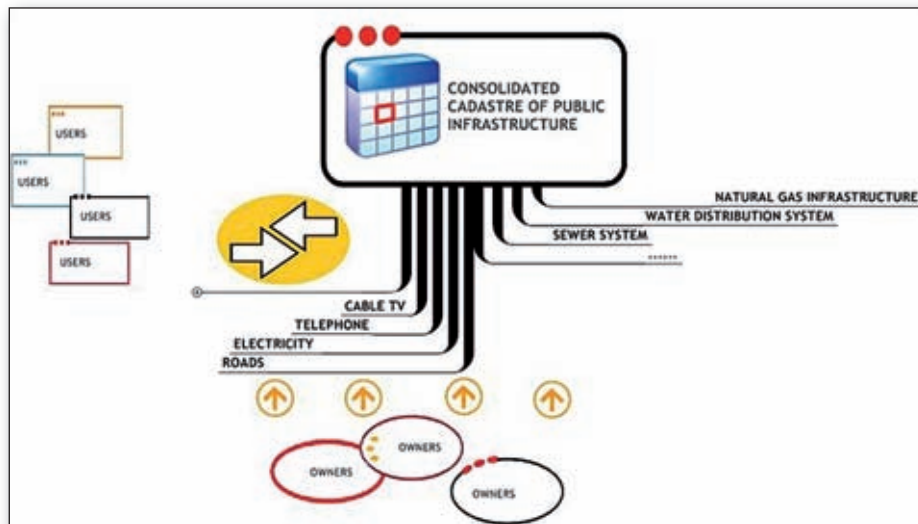 CONSOLIDATED
CADASTRE OF PUBLIC
INFRASTRUCTURE
USERS
USERS
USERS
USERS
NATURAL GAS INFRASTRUCTURE
WATER DISTRIBUTION SYSTEM
SEWER SYSTEM
......
CABLE TV
TELEPHONE
ELECTRICITY
ROADS
OWNERS
OWNERS
OWNERS